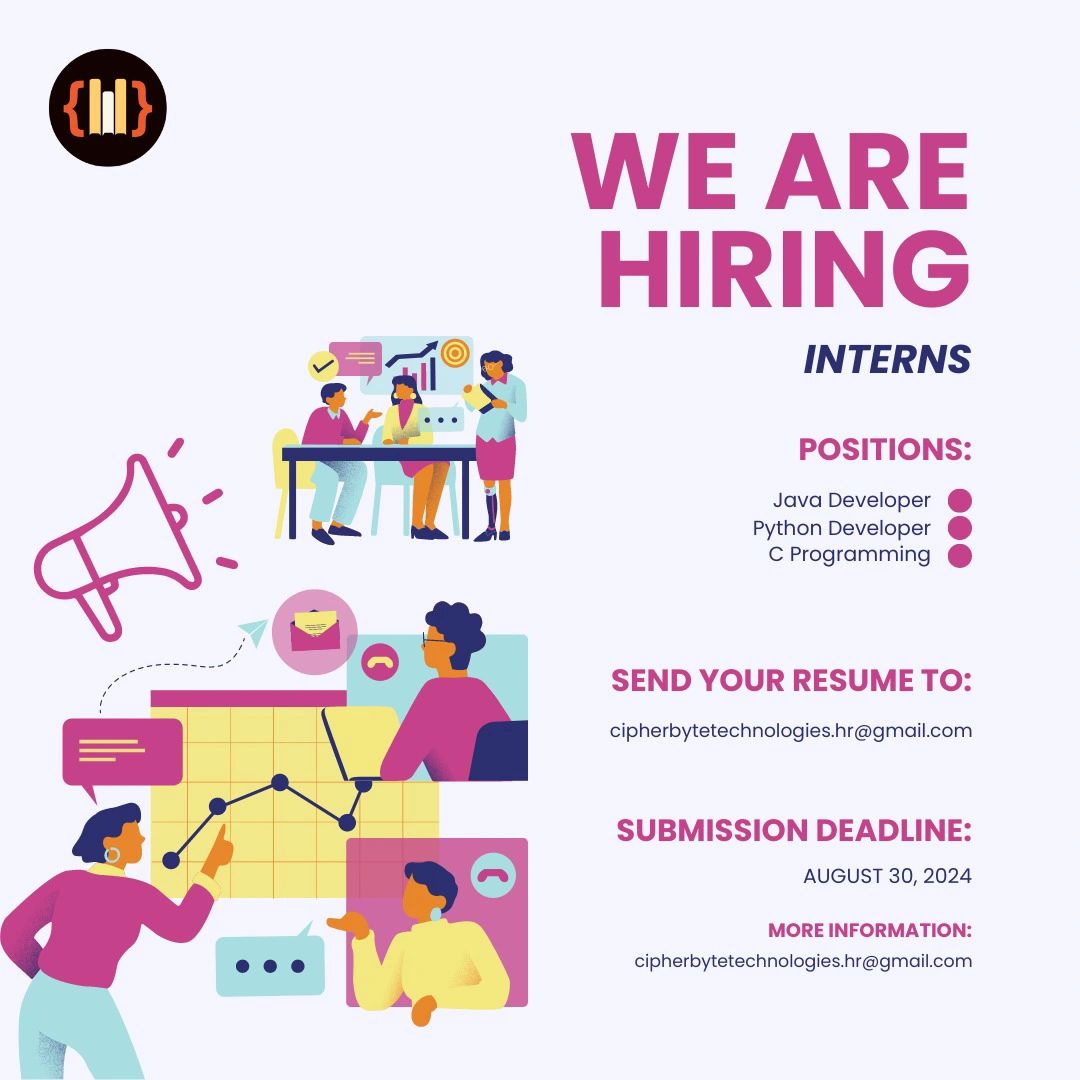 WE ARE
HIRING
INTERNS
POSITIONS:
Java Developer
Python Developer
C Programming
SEND YOUR RESUME TO:
cipherbytetechnologies.hr@gmail.com
SUBMISSION DEADLINE:
AUGUST 30, 2024
MORE INFORMATION:
cipherbytetechnologies.hr@gmail.com